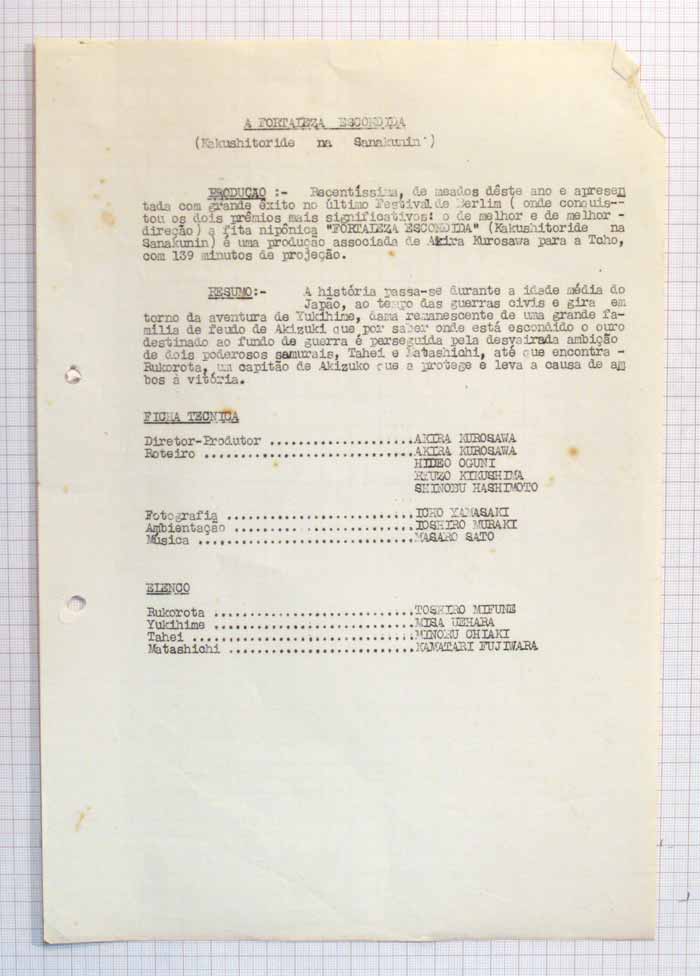 A FORTALEZA ESCONDIDA
(Kakushitoride na Sanakunin')
PRODUÇAO :- Recentíssima, de meados dêste ano e apresen
tada com grande êxito no último Festival de Berlim ( onde conquis--
tou os dois prêmios mais significativos: o de melhor e de melhor -
direção) a fita nipônica "FORTALEZA ESCONDIDA" (Kakushitoride na
Sanakunin) é uma produção associada de Akira Kurosawa para a Toho,
com 139 minutos de projeção.
RESUMO:- A história passa-se durante a idade média do
Japão, ao tempo das guerras civis e gira em
torno da aventura de Yukihime, dama remanescente de uma grande fa-
mília de feudo de Akizuki que por saber onde está escondido o ouro
destinado ao fundo de guerra é perseguida pela desvairada ambição
de dois poderosos samurais, Tahei e Matashichi, até que encontra -
Rukorota, um capitão de Akizuko que a protege e leva a causa de am
bos à vitória.
FICHA TECNICA
Diretor-Produtor ....................AKIRA KUROSAWA
Roteiro .............................AKIRA KUROSAWA
HIDEO OGUNI
RYUZO KIKUSHIMA
SHINOBU HASHIMOTO
Fotografia ..........................ICHO YAMASAKI
Ambientação .........................IOSHIRO MURAKI
Música ..............................MASARO SATO
ELENCO
Rukorota ............................TOSHIRO MIFUNE
Yukihime ............................MISA UEHARA
Tahei ...............................MINORU CHIAKI
Matashichi ..........................KAMATARI FUJIWARA